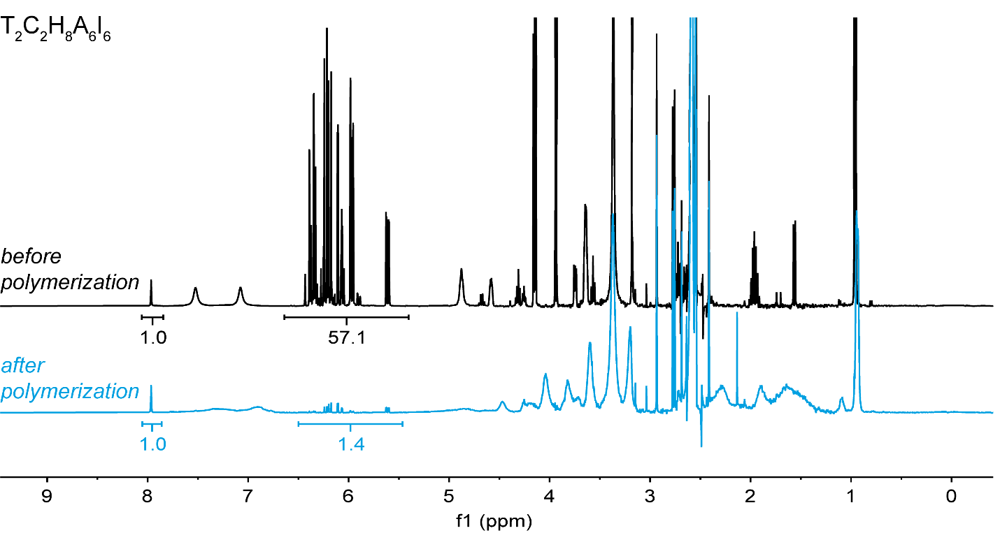 T₂C₂H₈A₆I₆
before
polymerization
1.0 57.1
after
polymerization
1.0 1.4
9 8 7 6 5 4 3 2 1 0
f1 (ppm)